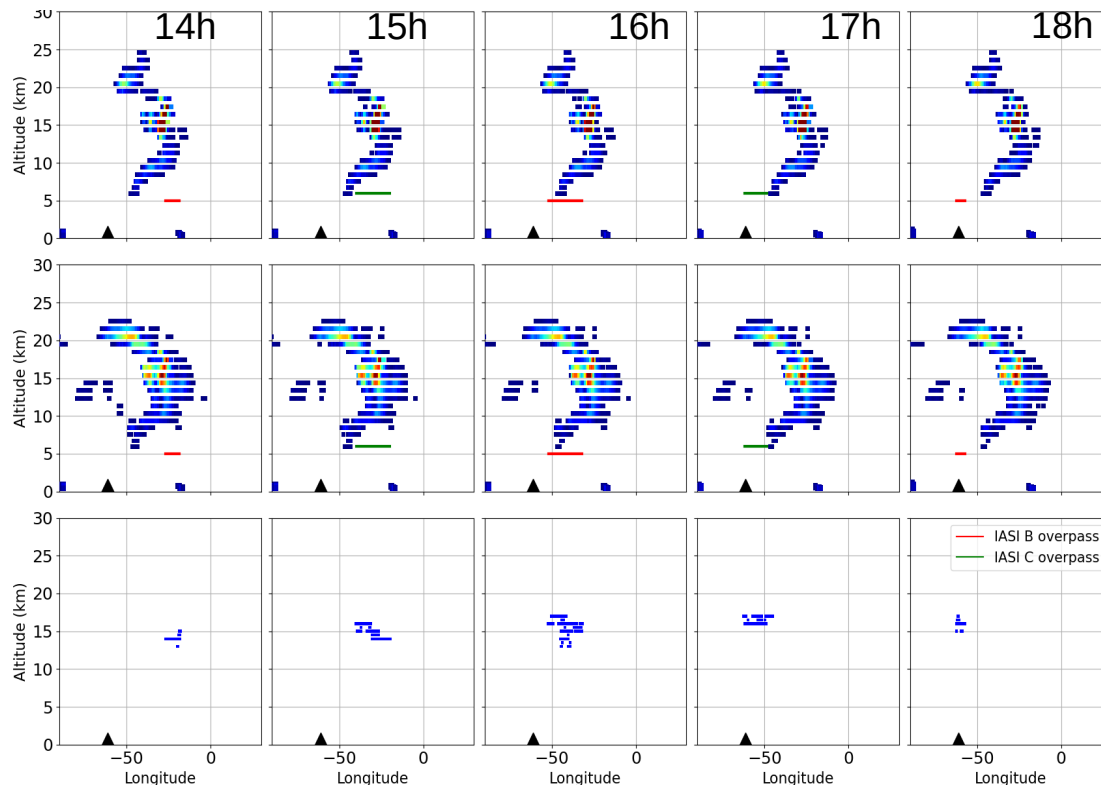 14h 15h 16h 17h 18h
30
25
20
15
10
5
0
Altitude (km)
30
25
20
15
10
5
0
Altitude (km)
IASI B overpass
IASI C overpass
30
25
20
15
10
5
0
Altitude (km)
−50 0 −50 0 −50 0 −50 0 −50 0
Longitude Longitude Longitude Longitude Longitude